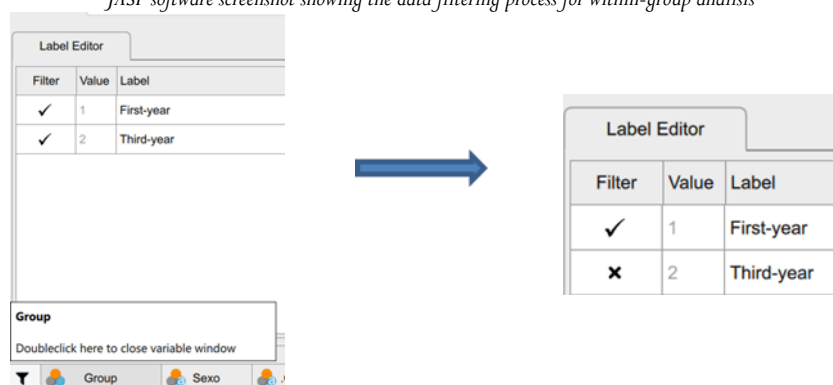 JASP software screenshot showing the data filtering process for within-group analisis
Label Editor
Filter Value Label
1 First-year
2 Third-year
Group
Doubleclick here to close variable window
Group Sexo
Label Editor
Filter Value Label
1 First-year
2 Third-year